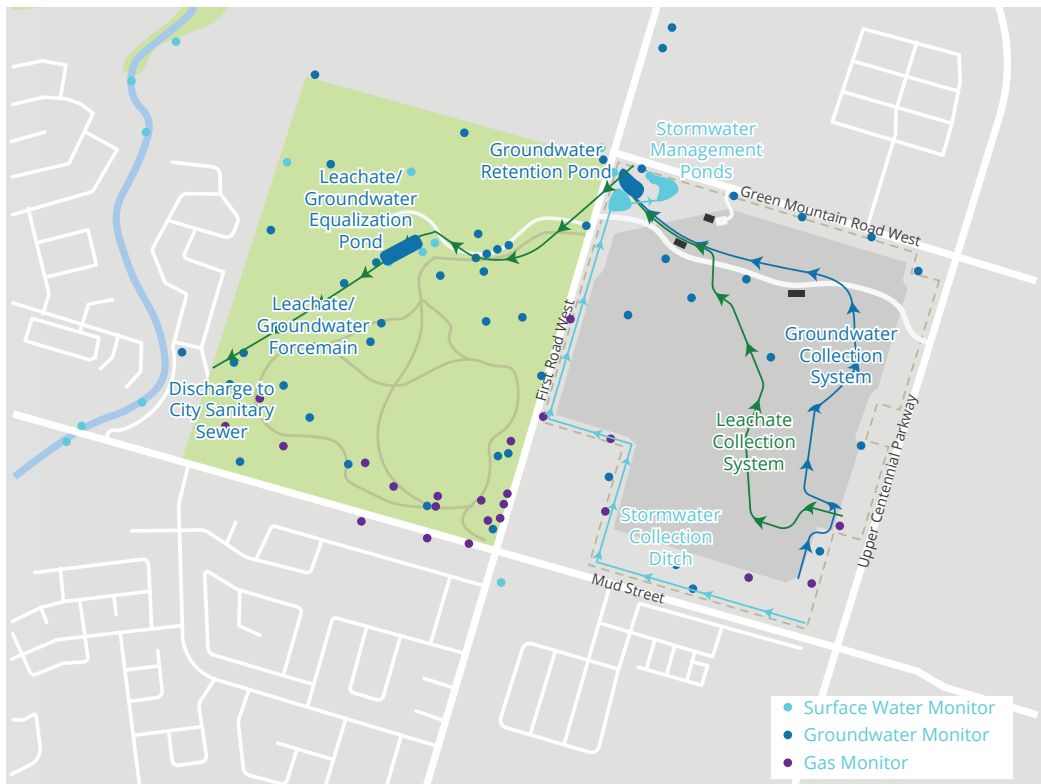 Stormwater
Management
Ponds
Groundwater
Retention Pond
Leachate/
Groundwater
Equalization
Pond
Green Mountain Road West
Leachate/
Groundwater
Forcemain
First Road West
Groundwater
Collection
System
Discharge to
City Sanitary
Sewer
Leachate
Collection
System
Upper Centennial Parkway
Stormwater
Collection
Ditch
Mud Street
Surface Water Monitor
Groundwater Monitor
Gas Monitor